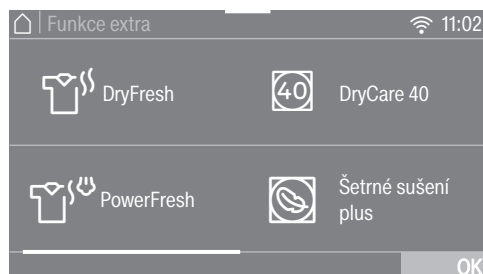 Funkce extra 11:02
DryFresh 40 DryCare 40
PowerFresh Šetrné sušení
plus
OK